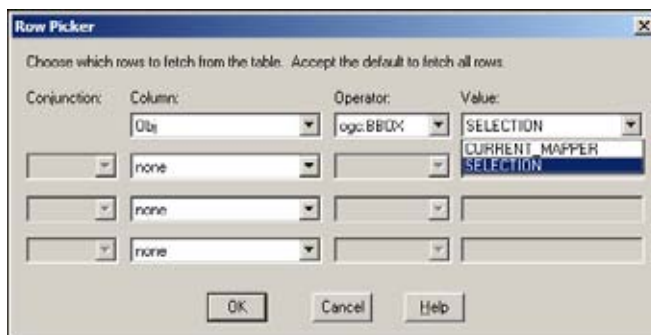 Row Picker
Choose which rows to fetch from the table. Accept the default to fetch all rows.
Conjunction: Column: Operator: Value:
Obj ogc:BBOX SELECTION
CURRENT_MAPPER
none SELECTION
none
none
OK Cancel Help